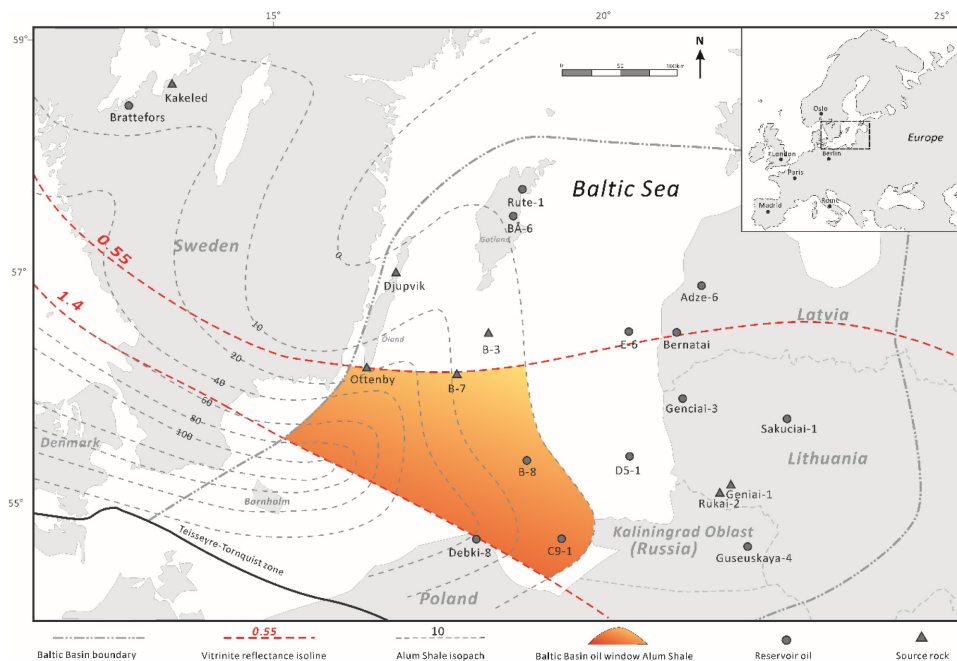 15°
20°
25°
59°
57°
55°
0
50
100km
N
Kakeled
Brattefors
Sweden
0.55
1.4
0
10
20
40
60
80
100
Denmark
Bornholm
Teisseyre-Tornquist zone
Baltic Sea
Rute-1
BA-6
Gotland
Djupvik
Öland
Ottenby
B-3
B-7
B-8
Debki-8
C9-1
Poland
E-6
D5-1
Adze-6
Bernatai
Latvia
Genciai-3
Sakuciai-1
Lithuania
Geniai-1
Rukai-2
Kaliningrad Oblast
(Russia)
Guseuskaya-4
Oslo
Europe
London
Berlin
Paris
Madrid
Rome
0.55
10
Baltic Basin boundary
Vitrinite reflectance isoline
Alum Shale isopach
Baltic Basin oil window Alum Shale
Reservoir oil
Source rock